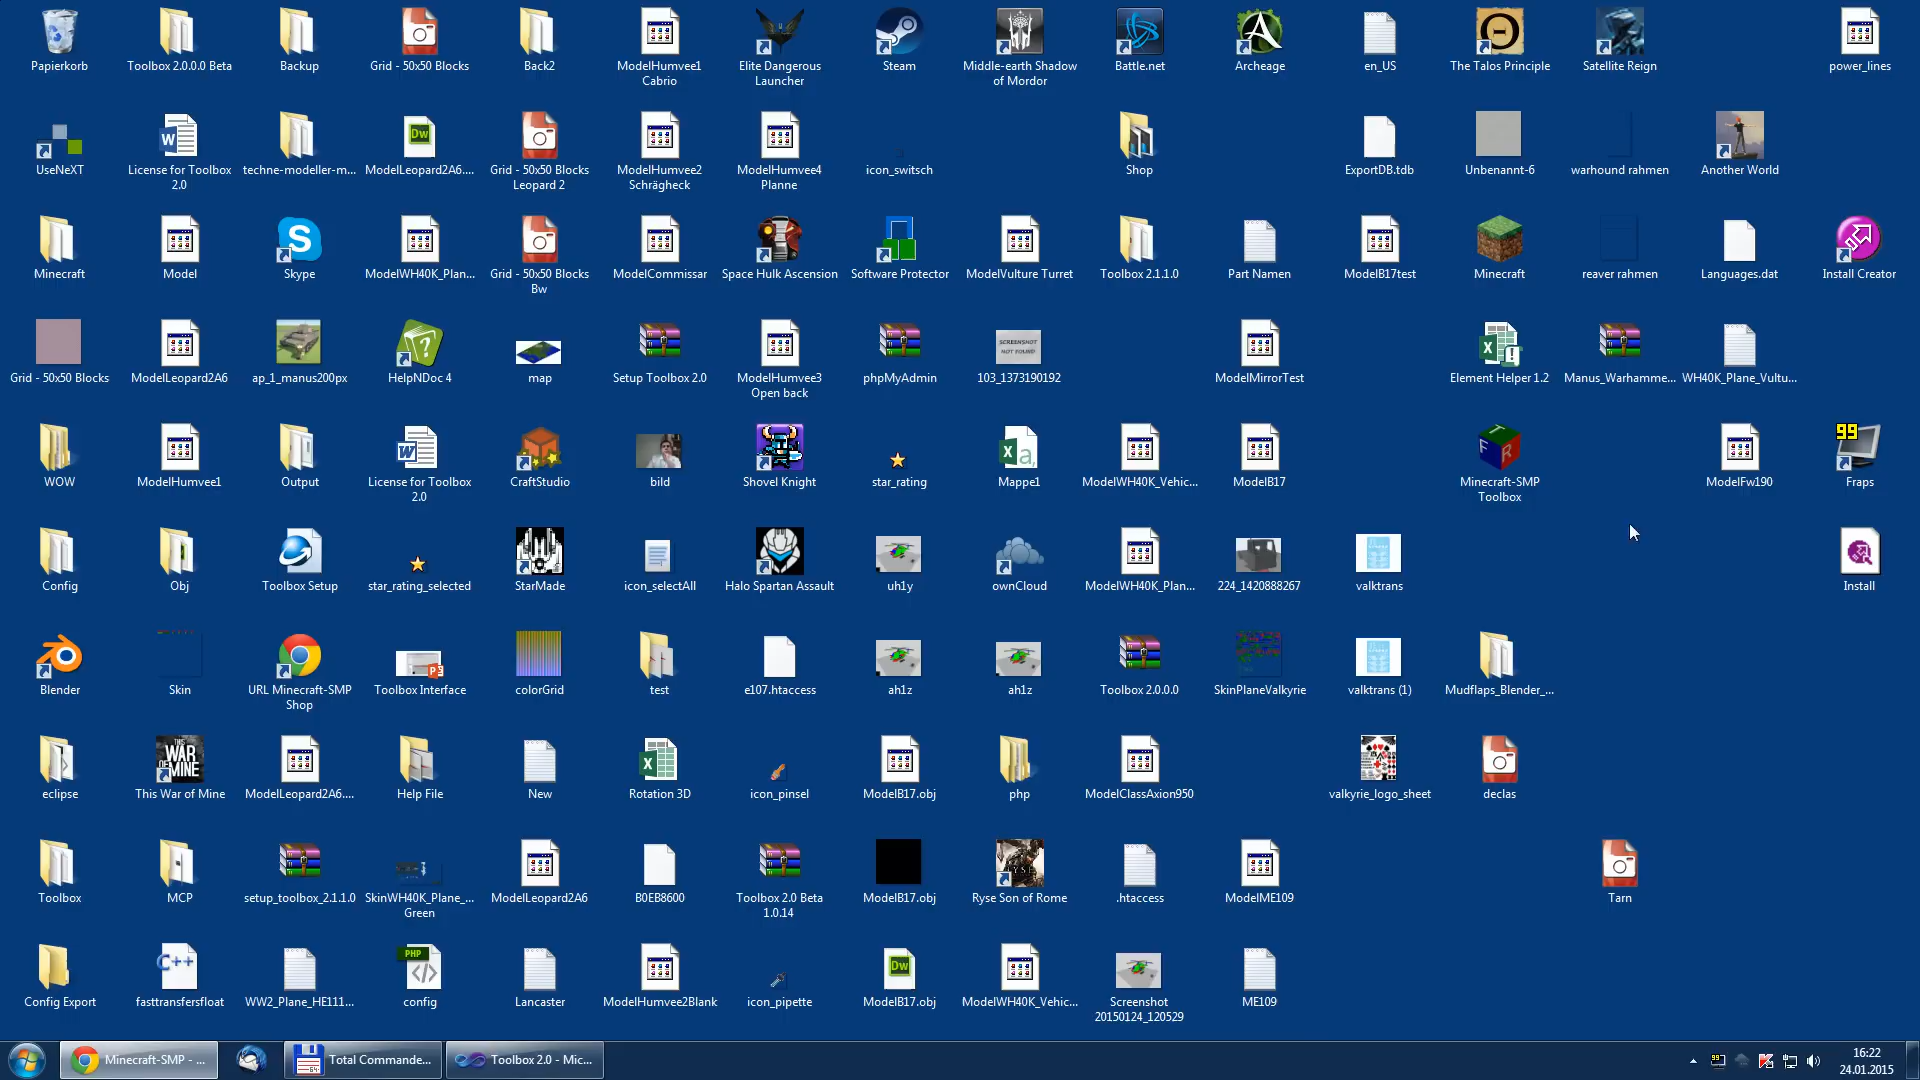 Papierkorb
Toolbox 2.0.0.0 Beta
Backup
Grid - 50x50 Blocks
Back2
ModelHumvee1
Cabrio
Elite Dangerous
Launcher
Steam
Middle-earth Shadow
of Mordor
Battle.net
Archeage
en_US
The Talos Principle
Satellite Reign
power_lines
UseNeXT
License for Toolbox
2.0
techne-modeller-m...
ModelLeopard2A6....
Grid - 50x50 Blocks
Leopard 2
ModelHumvee2
Schrägheck
ModelHumvee4
Planne
icon_switsch
Shop
ExportDB.tdb
Unbenannt-6
warhound rahmen
Another World
Minecraft
Model
Skype
ModelWH40K_Plan...
Grid - 50x50 Blocks
Bw
ModelCommissar
Space Hulk Ascension
Software Protector
ModelVulture Turret
Toolbox 2.1.1.0
Part Namen
ModelB17test
Minecraft
reaver rahmen
Languages.dat
Install Creator
Grid - 50x50 Blocks
ModelLeopard2A6
ap_1_manus200px
HelpNDoc 4
map
Setup Toolbox 2.0
ModelHumvee3
Open back
phpMyAdmin
SCREENSHOT
NOT FOUND
103_1373190192
ModelMirrorTest
Element Helper 1.2
Manus_Warhamme...
WH40K_Plane_Vultu...
WOW
ModelHumvee1
Output
License for Toolbox
2.0
CraftStudio
bild
Shovel Knight
star_rating
Mappe1
ModelWH40K_Vehic...
ModelB17
Minecraft-SMP
Toolbox
ModelFw190
99
Fraps
Config
Obj
Toolbox Setup
star_rating_selected
StarMade
icon_selectAll
Halo Spartan Assault
uh1y
ownCloud
ModelWH40K_Plan...
224_1420888267
valktrans
Install
Blender
Skin
URL Minecraft-SMP
Shop
Toolbox Interface
colorGrid
test
e107.htaccess
ah1z
ah1z
Toolbox 2.0.0.0
SkinPlaneValkyrie
valktrans (1)
Mudflaps_Blender_...
eclipse
THIS
WAR
OF MINE
This War of Mine
ModelLeopard2A6....
Help File
New
Rotation 3D
icon_pinsel
ModelB17.obj
php
ModelClassAxion950
valkyrie_logo_sheet
declas
Toolbox
MCP
setup_toolbox_2.1.1.0
SkinWH40K_Plane_...
Green
ModelLeopard2A6
B0EB8600
Toolbox 2.0 Beta
1.0.14
ModelB17.obj
RYSE
Ryse Son of Rome
.htaccess
ModelME109
Tarn
Config Export
C++
fasttransfersfloat
WW2_Plane_HE111...
PHP
config
Lancaster
ModelHumvee2Blank
icon_pipette
Dw
ModelB17.obj
ModelWH40K_Vehic...
Screenshot
20150124_120529
ME109
Minecraft-SMP - ...
Total Commande...
Toolbox 2.0 - Mic...
16:22
24.01.2015